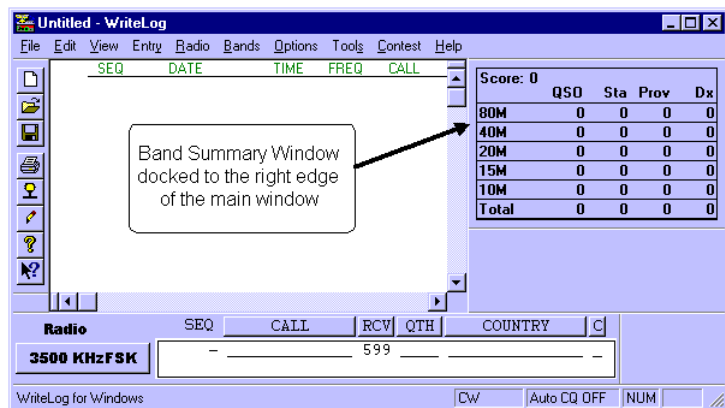 Untitled - WriteLog
File Edit View Entry Radio Bands Options Tools Contest Help
SEQ DATE TIME FREQ CALL
Score: 0
QSO Sta Prov Dx
80M 0 0 0 0
40M 0 0 0 0
20M 0 0 0 0
15M 0 0 0 0
10M 0 0 0 0
Total 0 0 0 0
Band Summary Window
docked to the right edge
of the main window
Radio SEQ CALL RCV QTH COUNTRY C
3500 KHzFSK 599
WriteLog for Windows CW Auto CQ OFF NUM